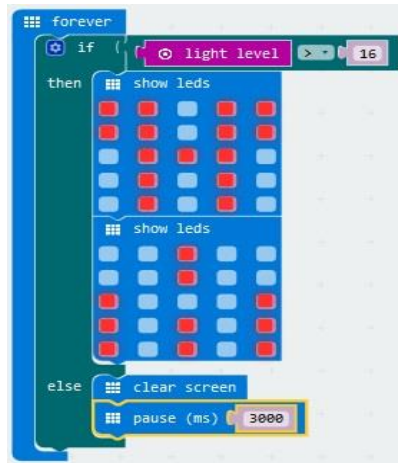 forever
if light level > 16
then show leds
show leds
else clear screen
pause (ms) 3000